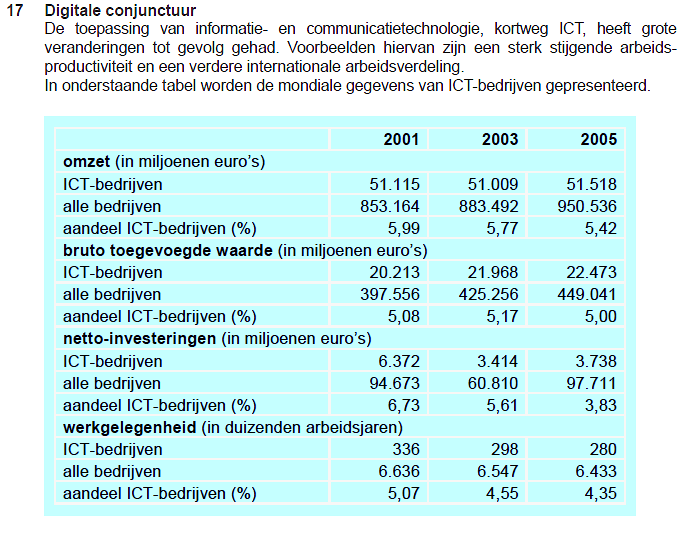 17 Digitale conjunctuur
De toepassing van informatie- en communicatietechnologie, kortweg ICT, heeft grote
veranderingen tot gevolg gehad. Voorbeelden hiervan zijn een sterk stijgende arbeids-
productiviteit en een verdere internationale arbeidsverdeling.
In onderstaande tabel worden de mondiale gegevens van ICT-bedrijven gepresenteerd.
2001 2003 2005
omzet (in miljoenen euro's)
ICT-bedrijven 51.115 51.009 51.518
alle bedrijven 853.164 883.492 950.536
aandeel ICT-bedrijven (%) 5,99 5,77 5,42
bruto toegevoegde waarde (in miljoenen euro's)
ICT-bedrijven 20.213 21.968 22.473
alle bedrijven 397.556 425.256 449.041
aandeel ICT-bedrijven (%) 5,08 5,17 5,00
netto-investeringen (in miljoenen euro's)
ICT-bedrijven 6.372 3.414 3.738
alle bedrijven 94.673 60.810 97.711
aandeel ICT-bedrijven (%) 6,73 5,61 3,83
werkgelegenheid (in duizenden arbeidsjaren)
ICT-bedrijven 336 298 280
alle bedrijven 6.636 6.547 6.433
aandeel ICT-bedrijven (%) 5,07 4,55 4,35